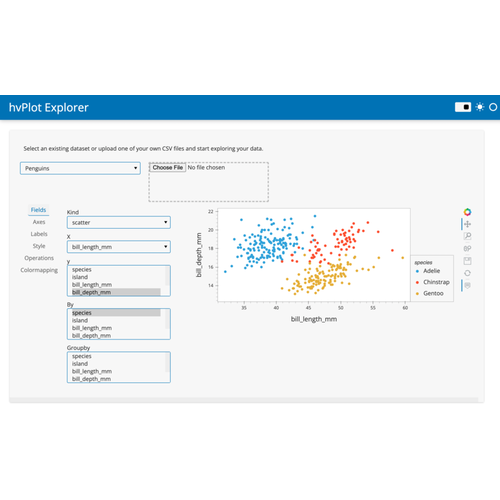 hvPlot Explorer
Select an existing dataset or upload one of your own CSV files and start exploring your data.
Penguins
Choose File No file chosen
Fields
Axes
Labels
Style
Operations
Colormapping
Kind
scatter
X
bill_length_mm
y
species
island
bill_length_mm
bill_depth_mm
By
species
island
bill_length_mm
bill_depth_mm
Groupby
species
island
bill_length_mm
bill_depth_mm
22
20
18
16
14
bill_depth_mm
35 40 45 50 55 60
bill_length_mm
species
Adelie
Chinstrap
Gentoo